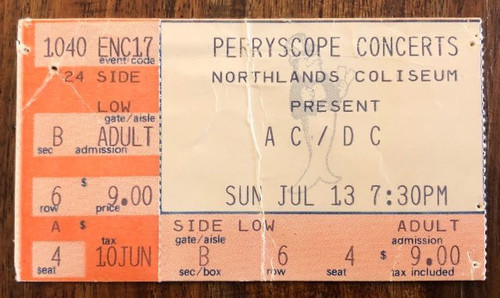 1040 ENC17
event code
24 SIDE
LOW
gate/aisle
B ADULT
sec admission
6 $ 9.00
row price
A $
tax
4 10JUN
seat
PERRYSCOPE CONCERTS
NORTHLANDS COLISEUM
PRESENT
AC/DC
SUN JUL 13 7:30PM
SIDE LOW ADULT
gate/aisle admission
B 6 4 $ 9.00
sec/box row seat tax included